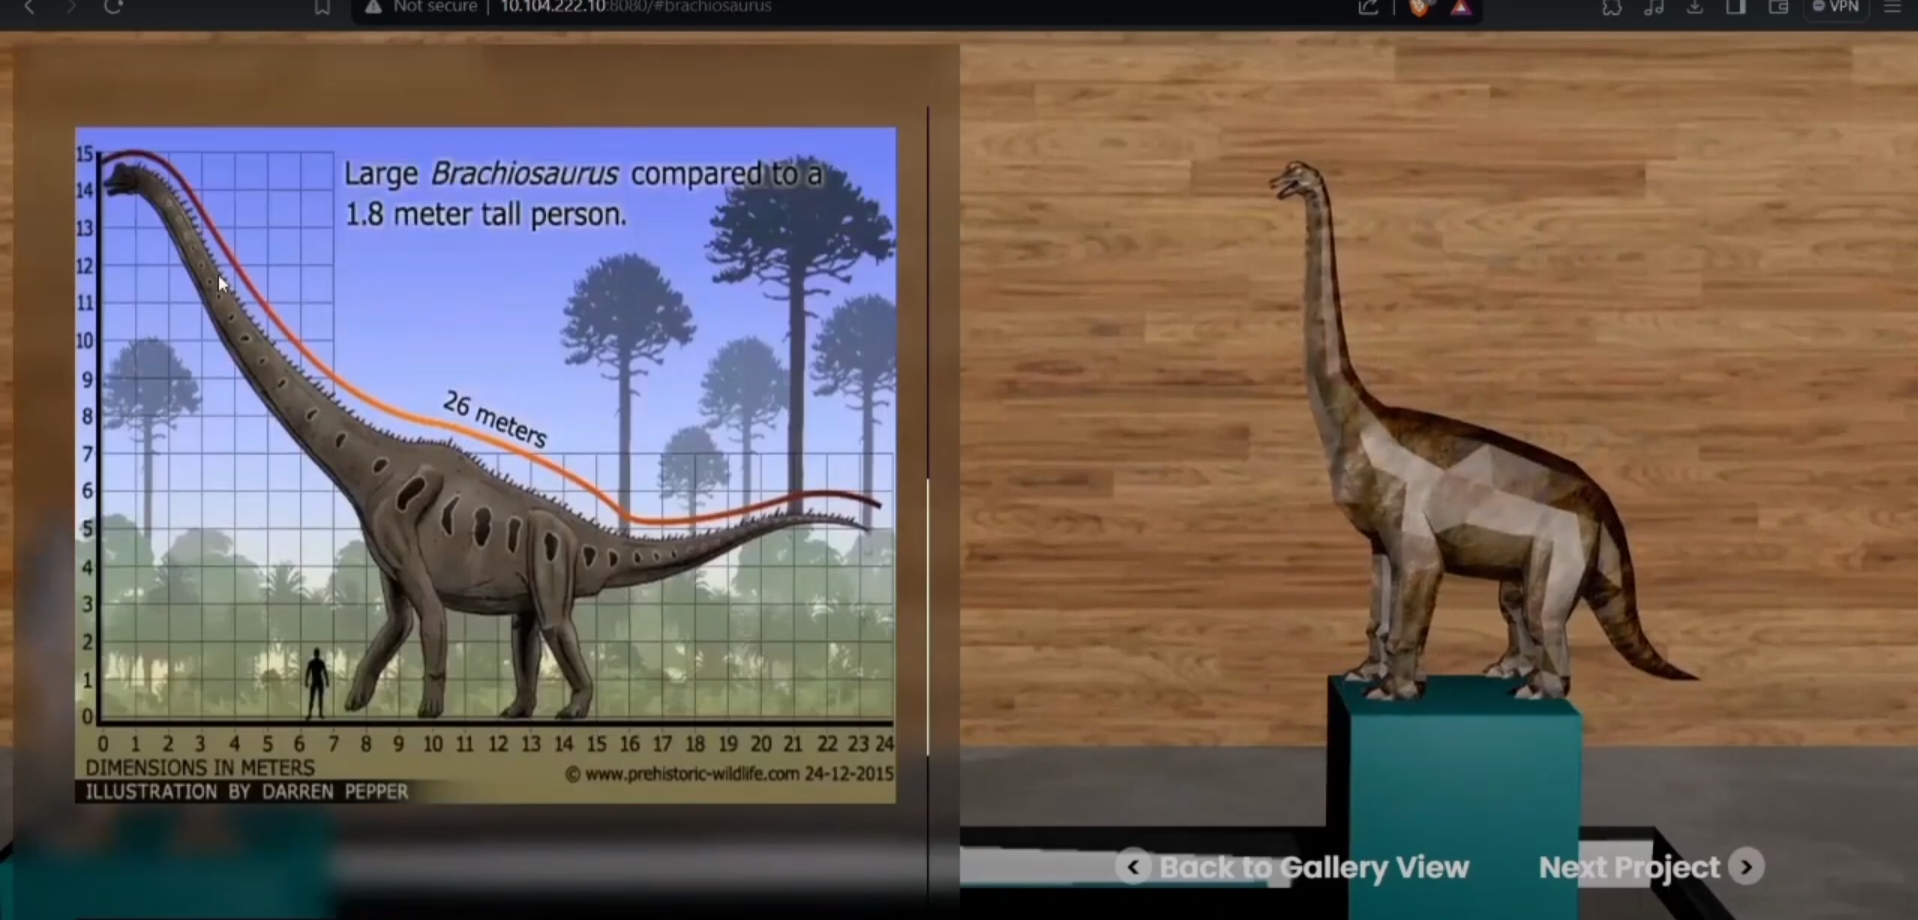 Not secure | 10.104.222.10:8080/#brachiosaurus
VPN
Large Brachiosaurus compared to a
1.8 meter tall person.
26 meters
15
14
13
12
11
10
9
8
7
6
5
4
3
2
1
0
0 1 2 3 4 5 6 7 8 9 10 11 12 13 14 15 16 17 18 19 20 21 22 23 24
DIMENSIONS IN METERS
© www.prehistoric-wildlife.com 24-12-2015
ILLUSTRATION BY DARREN PEPPER
Back to Gallery View
Next Project